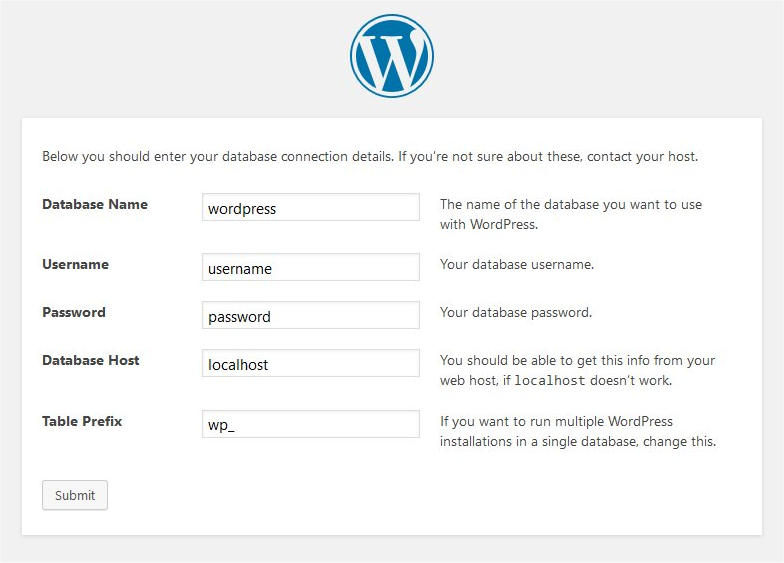 Below you should enter your database connection details. If you’re not sure about these, contact your host.
Database Name
wordpress
The name of the database you want to use
with WordPress.
Username
username
Your database username.
Password
password
Your database password.
Database Host
localhost
You should be able to get this info from your
web host, if localhost doesn’t work.
Table Prefix
wp_
If you want to run multiple WordPress
installations in a single database, change this.
Submit